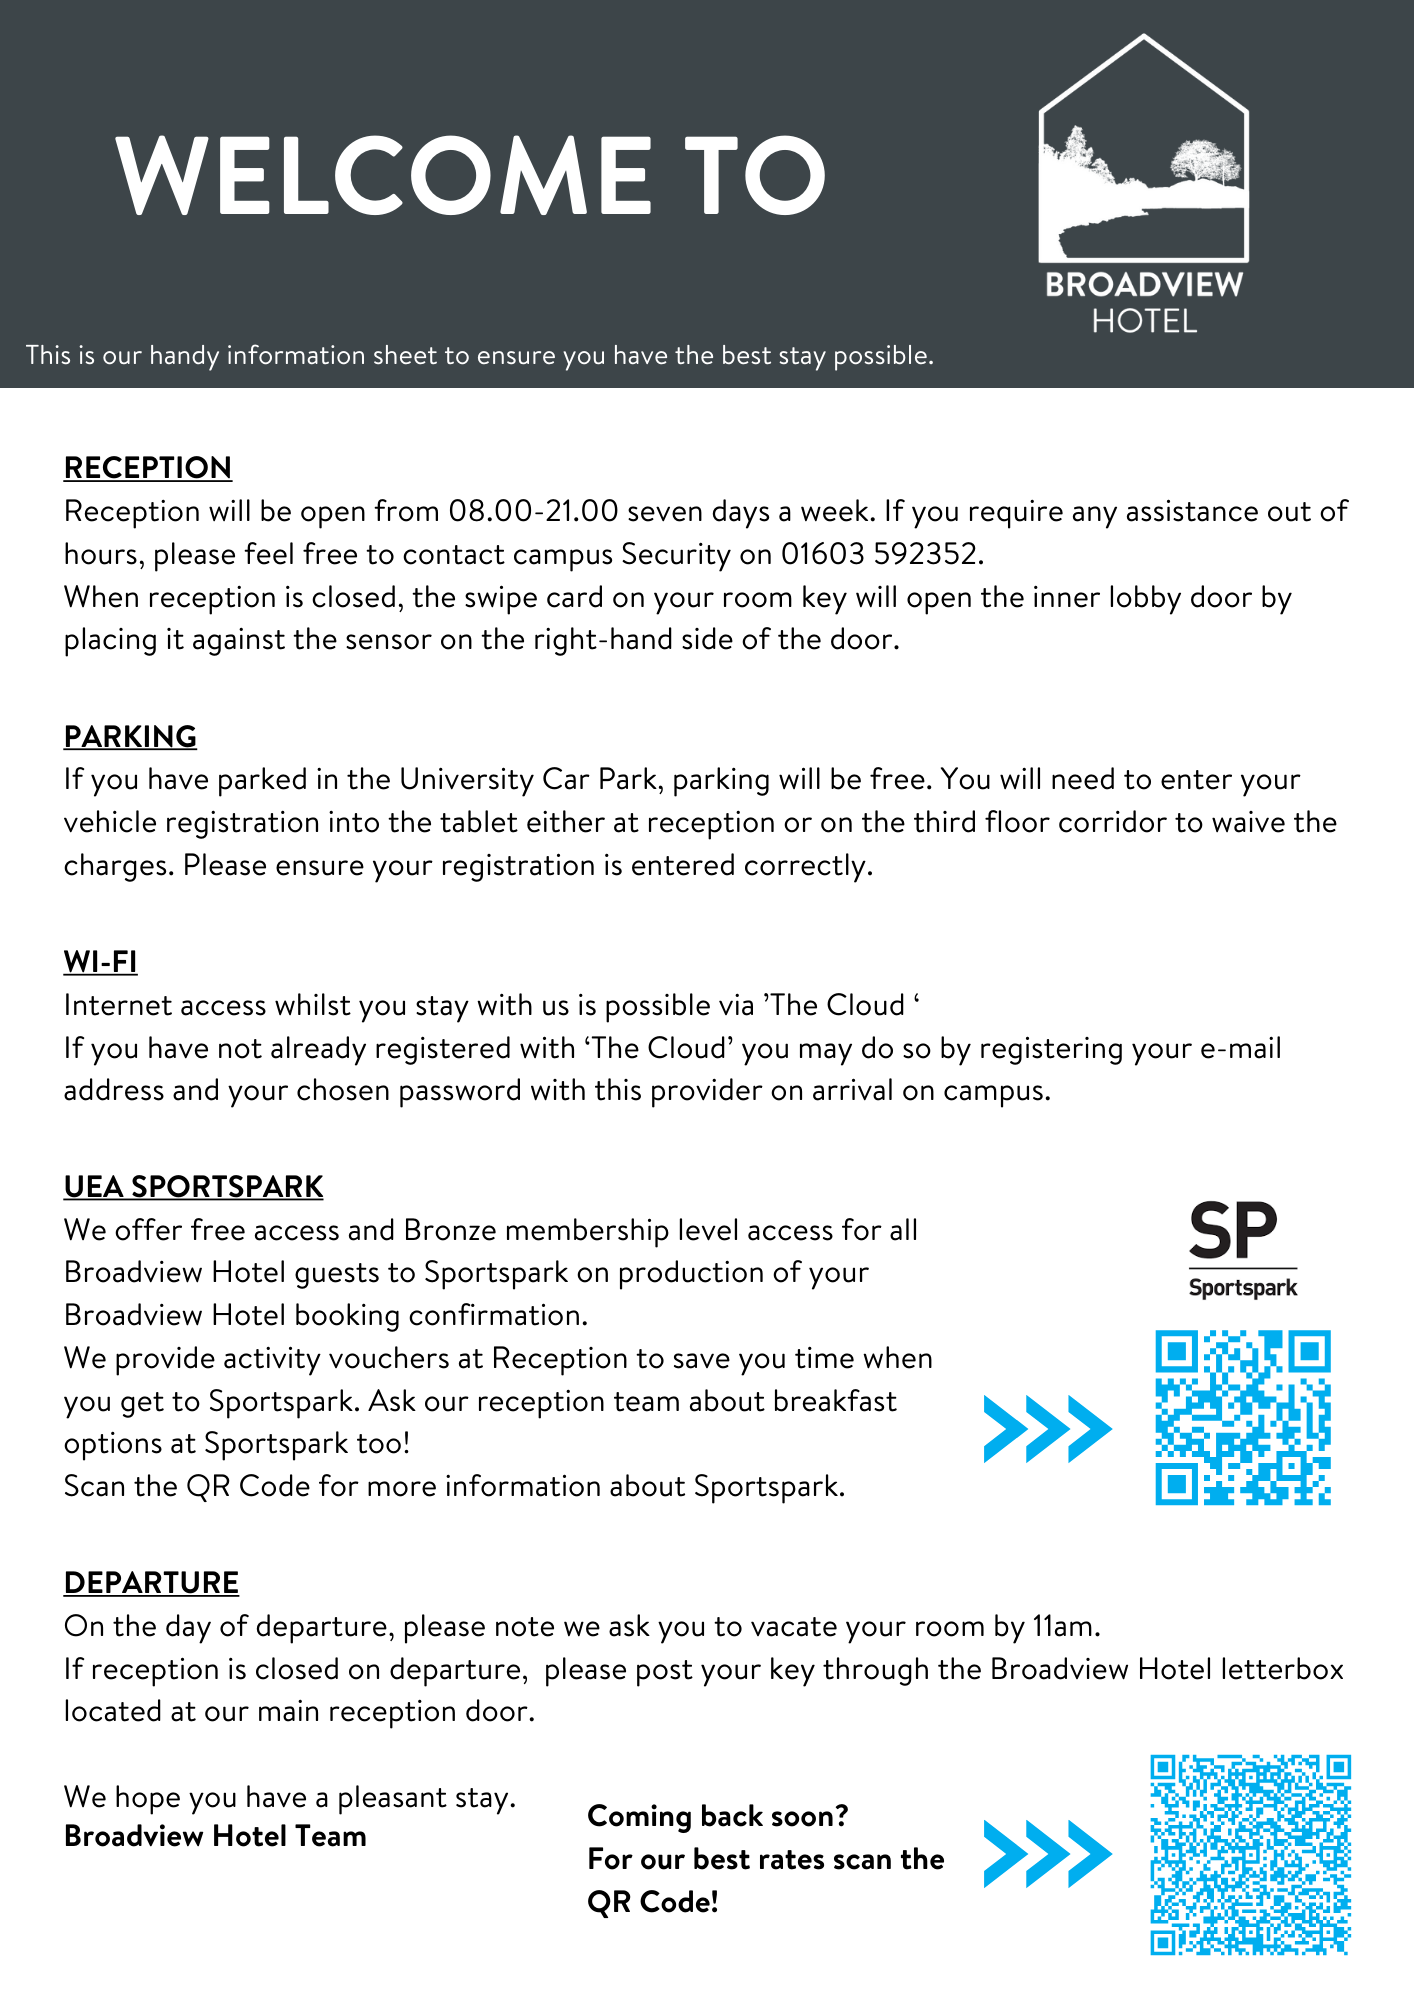 WELCOME TO
BROADVIEW
HOTEL
This is our handy information sheet to ensure you have the best stay possible.
RECEPTION
Reception will be open from 08.00-21.00 seven days a week. If you require any assistance out of
hours, please feel free to contact campus Security on 01603 592352.
When reception is closed, the swipe card on your room key will open the inner lobby door by
placing it against the sensor on the right-hand side of the door.
PARKING
If you have parked in the University Car Park, parking will be free. You will need to enter your
vehicle registration into the tablet either at reception or on the third floor corridor to waive the
charges. Please ensure your registration is entered correctly.
WI-FI
Internet access whilst you stay with us is possible via ’The Cloud ‘
If you have not already registered with ‘The Cloud’ you may do so by registering your e-mail
address and your chosen password with this provider on arrival on campus.
UEA SPORTSPARK
We offer free access and Bronze membership level access for all
Broadview Hotel guests to Sportspark on production of your
Broadview Hotel booking confirmation.
We provide activity vouchers at Reception to save you time when
you get to Sportspark. Ask our reception team about breakfast
options at Sportspark too!
Scan the QR Code for more information about Sportspark.
SP
Sportspark
DEPARTURE
On the day of departure, please note we ask you to vacate your room by 11am.
If reception is closed on departure,  please post your key through the Broadview Hotel letterbox
located at our main reception door.
We hope you have a pleasant stay.
Broadview Hotel Team
Coming back soon?
For our best rates scan the
QR Code!